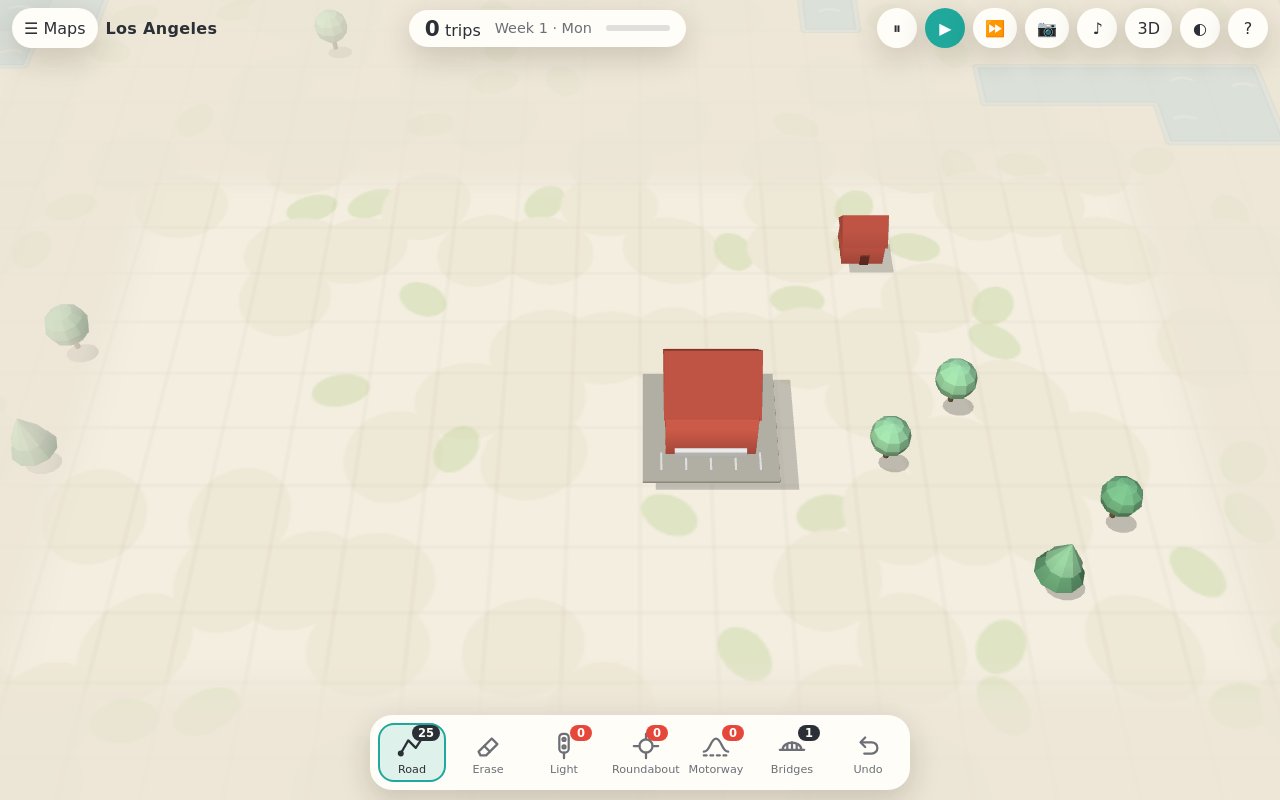 ☰ Maps
Los Angeles
0 trips
Week 1 · Mon
3D
?
25
Road
Erase
0
Light
0
Roundabout
0
Motorway
1
Bridges
Undo